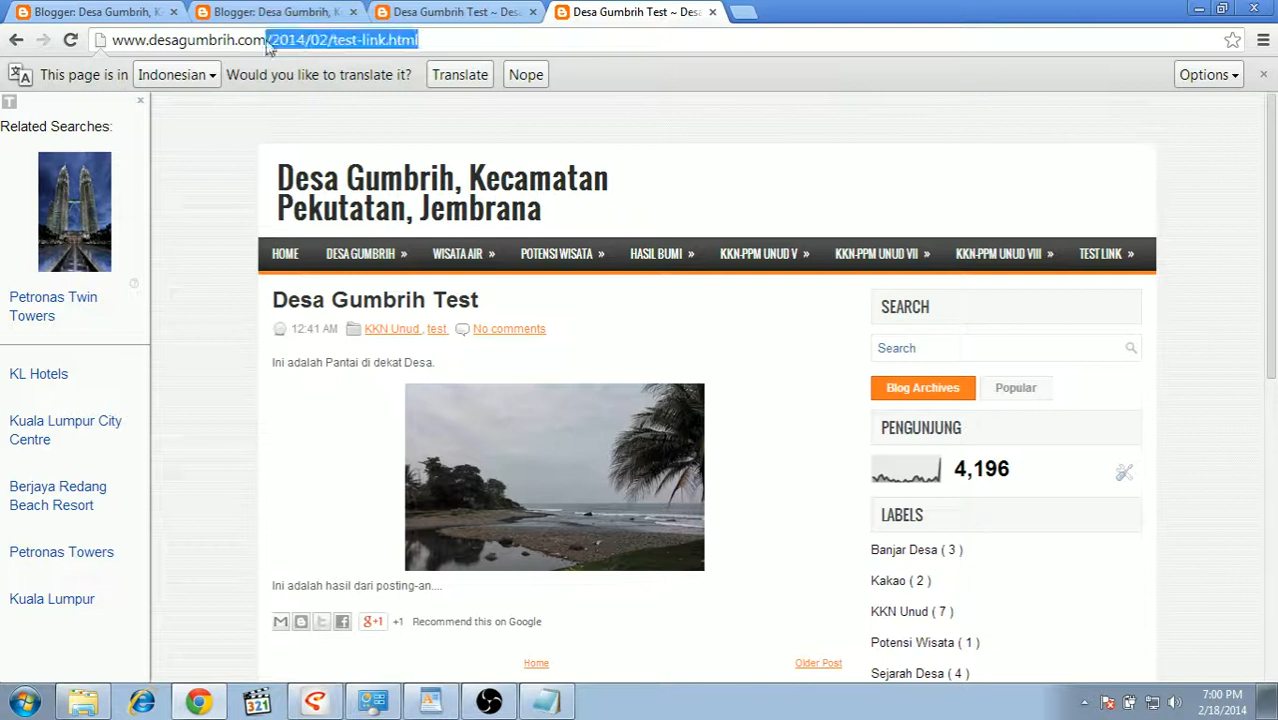 Blogger: Desa Gumbrih, K
Blogger: Desa Gumbrih, K
Desa Gumbrih Test ~ Des
Desa Gumbrih Test ~ Des
www.desagumbrih.com/2014/02/test-link.html
This page is in Indonesian Would you like to translate it? Translate Nope Options
T
Related Searches:
Petronas Twin
Towers
KL Hotels
Kuala Lumpur City
Centre
Berjaya Redang
Beach Resort
Petronas Towers
Kuala Lumpur
Desa Gumbrih, Kecamatan
Pekutatan, Jembrana
HOME DESA GUMBRIH » WISATA AIR » POTENSI WISATA » HASIL BUMI » KKN-PPM UNUD V » KKN-PPM UNUD VII » KKN-PPM UNUD VIII » TEST LINK »
Desa Gumbrih Test
12:41 AM KKN Unud , test No comments
Ini adalah Pantai di dekat Desa.
Ini adalah hasil dari posting-an....
g+1 +1 Recommend this on Google
Home Older Post
SEARCH
Search
Blog Archives Popular
PENGUNJUNG
4,196
LABELS
Banjar Desa ( 3 )
Kakao ( 2 )
KKN Unud ( 7 )
Potensi Wisata ( 1 )
Sejarah Desa ( 4 )
321
7:00 PM
2/18/2014